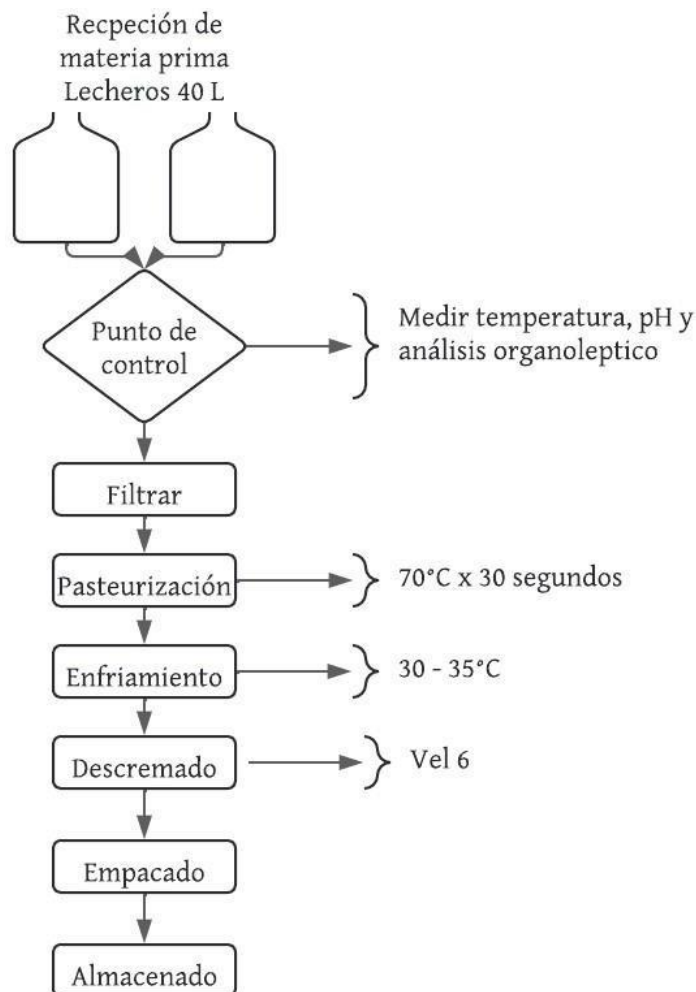 Recpeción de
materia prima
Lecheros 40 L
Punto de
control
Medir temperatura, pH y
análisis organoleptico
Filtrar
Pasteurización
70°C x 30 segundos
Enfriamiento
30 - 35°C
Descremado
Vel 6
Empacado
Almacenado